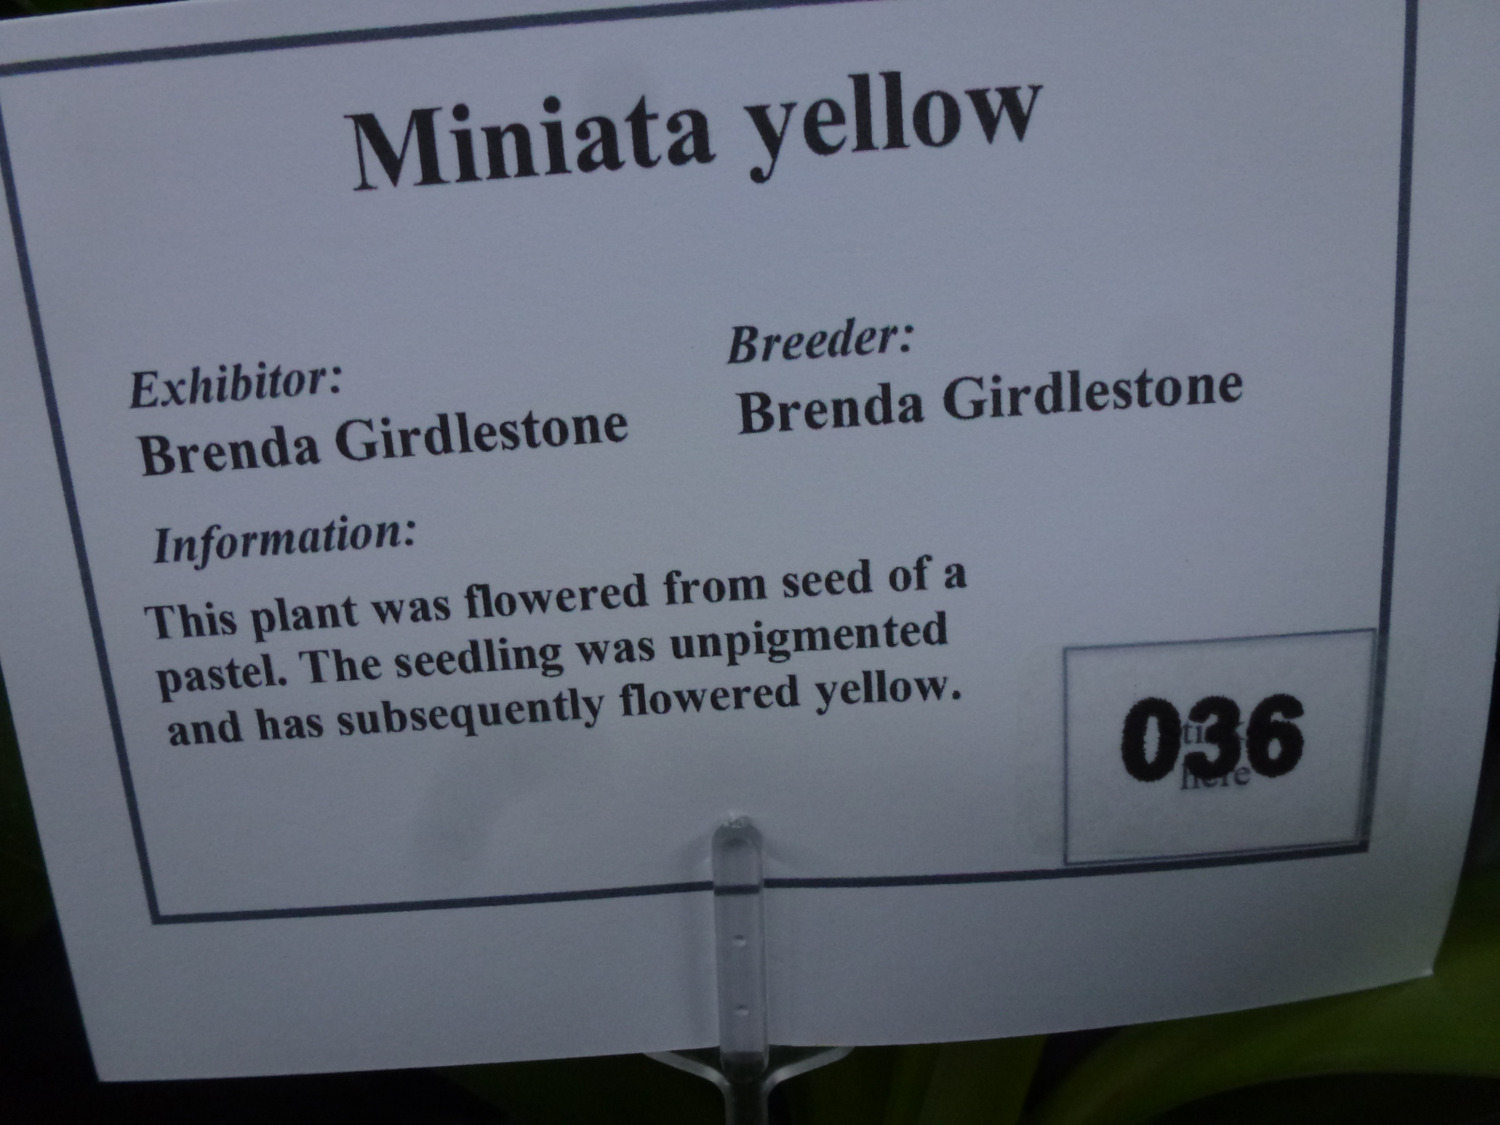 Miniata yellow
Exhibitor:
Brenda Girdlestone
Breeder:
Brenda Girdlestone
Information:
This plant was flowered from seed of a
pastel. The seedling was unpigmented
and has subsequently flowered yellow.
036
here